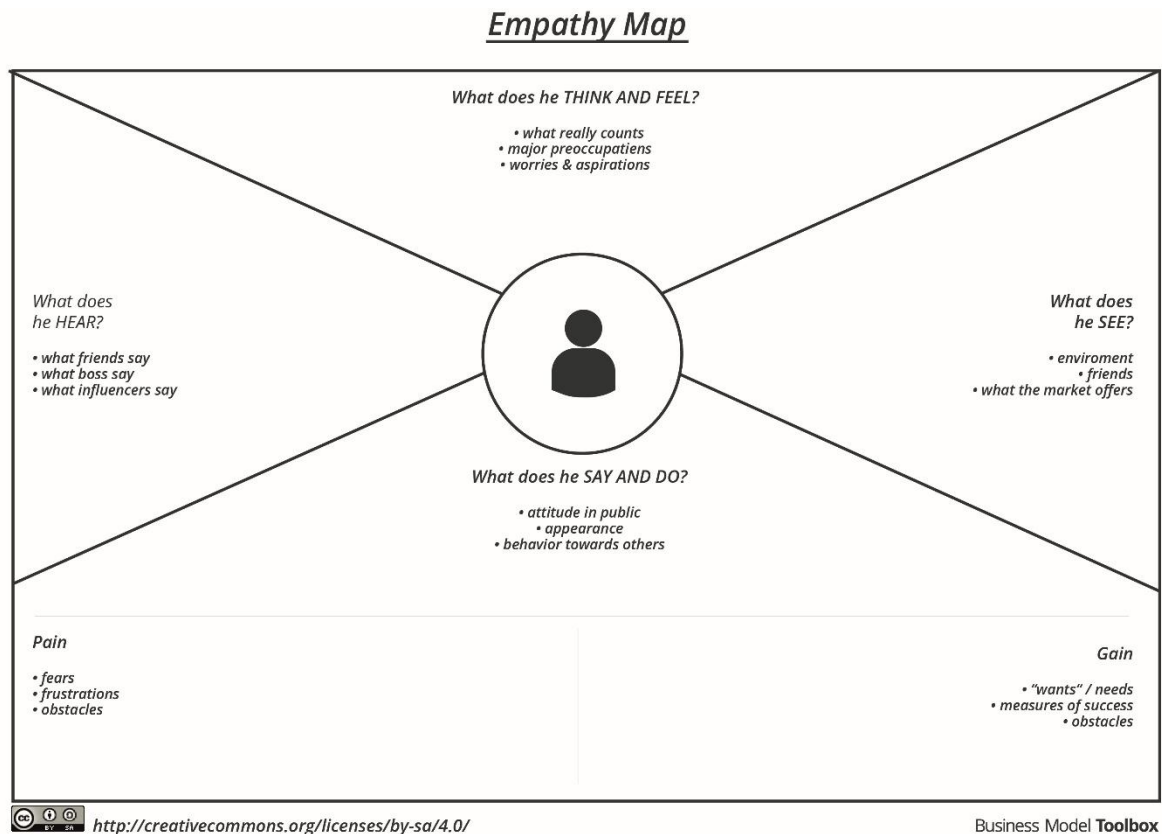 Empathy Map
What does he THINK AND FEEL?
• what really counts
• major preoccupatiens
• worries & aspirations
What does
he HEAR?
• what friends say
• what boss say
• what influencers say
What does
he SEE?
• enviroment
• friends
• what the market offers
What does he SAY AND DO?
• attitude in public
• appearance
• behavior towards others
Pain
• fears
• frustrations
• obstacles
Gain
• “wants” / needs
• measures of success
• obstacles
cc BY SA http://creativecommons.org/licenses/by-sa/4.0/
Business Model Toolbox